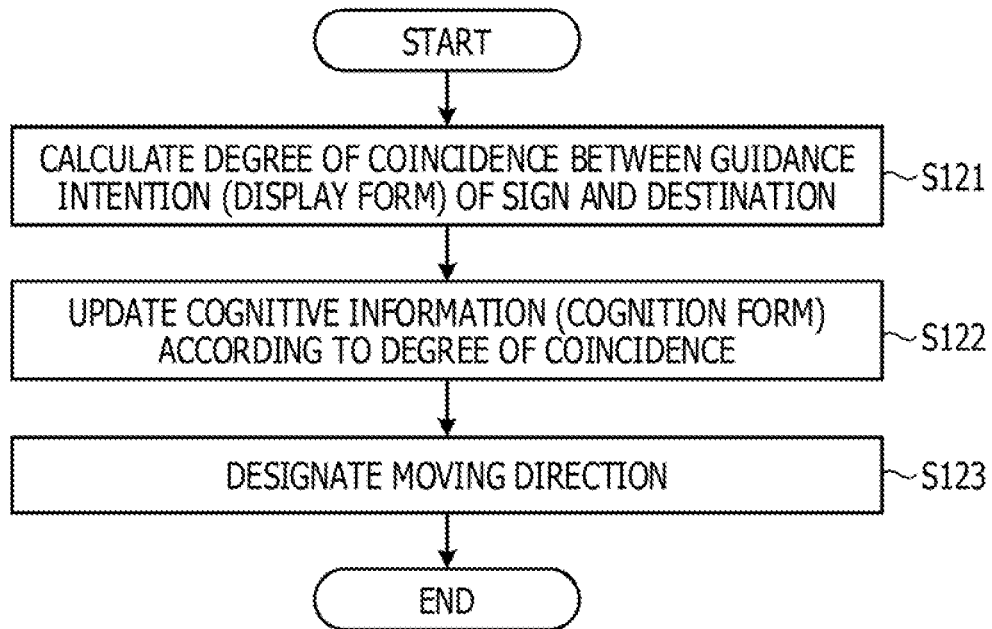 START
CALCULATE DEGREE OF COINCIDENCE BETWEEN GUIDANCE
INTENTION (DISPLAY FORM) OF SIGN AND DESTINATION
S121
UPDATE COGNITIVE INFORMATION (COGNITION FORM)
ACCORDING TO DEGREE OF COINCIDENCE
S122
DESIGNATE MOVING DIRECTION
S123
END